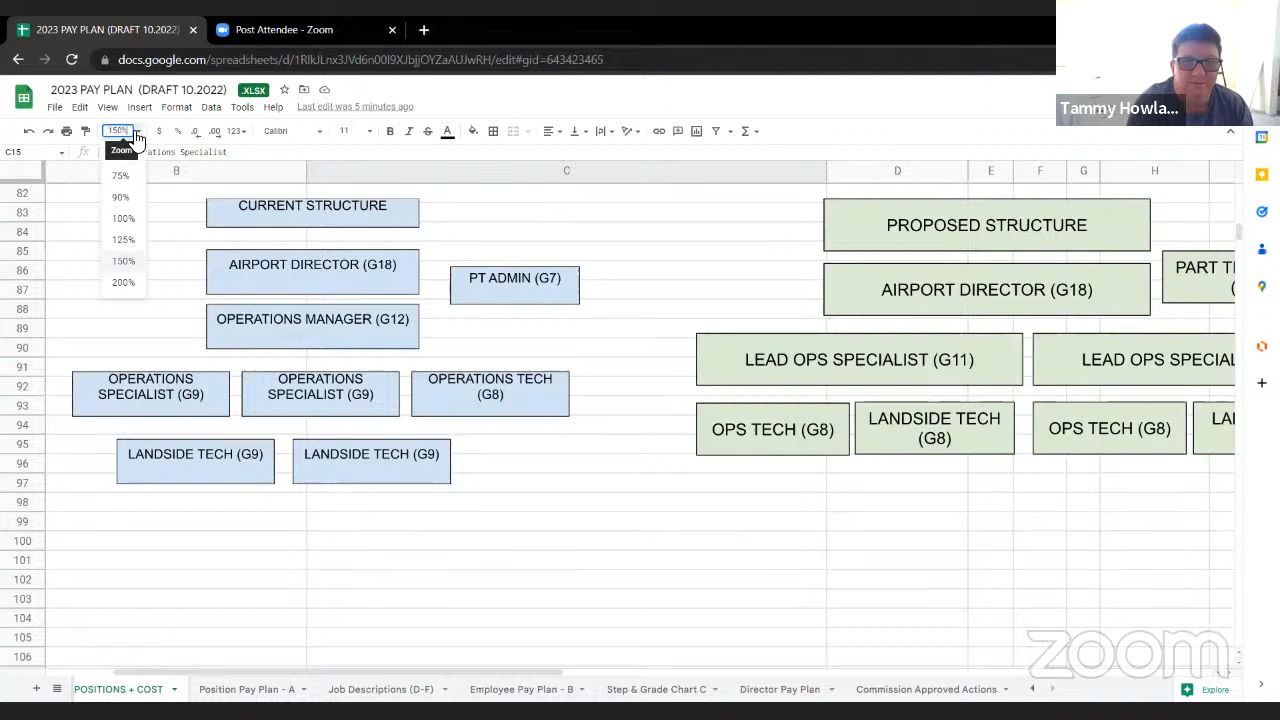 2023 PAY PLAN (DRAFT 10.2022)
Post Attendee - Zoom
docs.google.com/spreadsheets/d/1RlkJLnx3JVd6n00I9XJbjjOYZaAUJwRH/edit#gid=643423465
2023 PAY PLAN (DRAFT 10.2022) .XLSX
File Edit View Insert Format Data Tools Help Last edit was 5 minutes ago
Tammy Howla...
150% $ % .0 .00 123 Calibri 11 B I S A
C15 fx rations Specialist
Zoom
75%
90%
100%
125%
150%
200%
B C D E F G H
82
83
84
85
86
87
88
89
90
91
92
93
94
95
96
97
98
99
100
101
102
103
104
105
106
CURRENT STRUCTURE
AIRPORT DIRECTOR (G18)
PT ADMIN (G7)
OPERATIONS MANAGER (G12)
OPERATIONS
SPECIALIST (G9)
OPERATIONS
SPECIALIST (G9)
OPERATIONS TECH
(G8)
LANDSIDE TECH (G9)
LANDSIDE TECH (G9)
PROPOSED STRUCTURE
AIRPORT DIRECTOR (G18)
PART T
(
LEAD OPS SPECIALIST (G11)
LEAD OPS SPECIAL
OPS TECH (G8)
LANDSIDE TECH
(G8)
OPS TECH (G8)
LA
zoom
POSITIONS + COST Position Pay Plan - A Job Descriptions (D-F) Employee Pay Plan - B Step & Grade Chart C Director Pay Plan Commission Approved Actions Explore